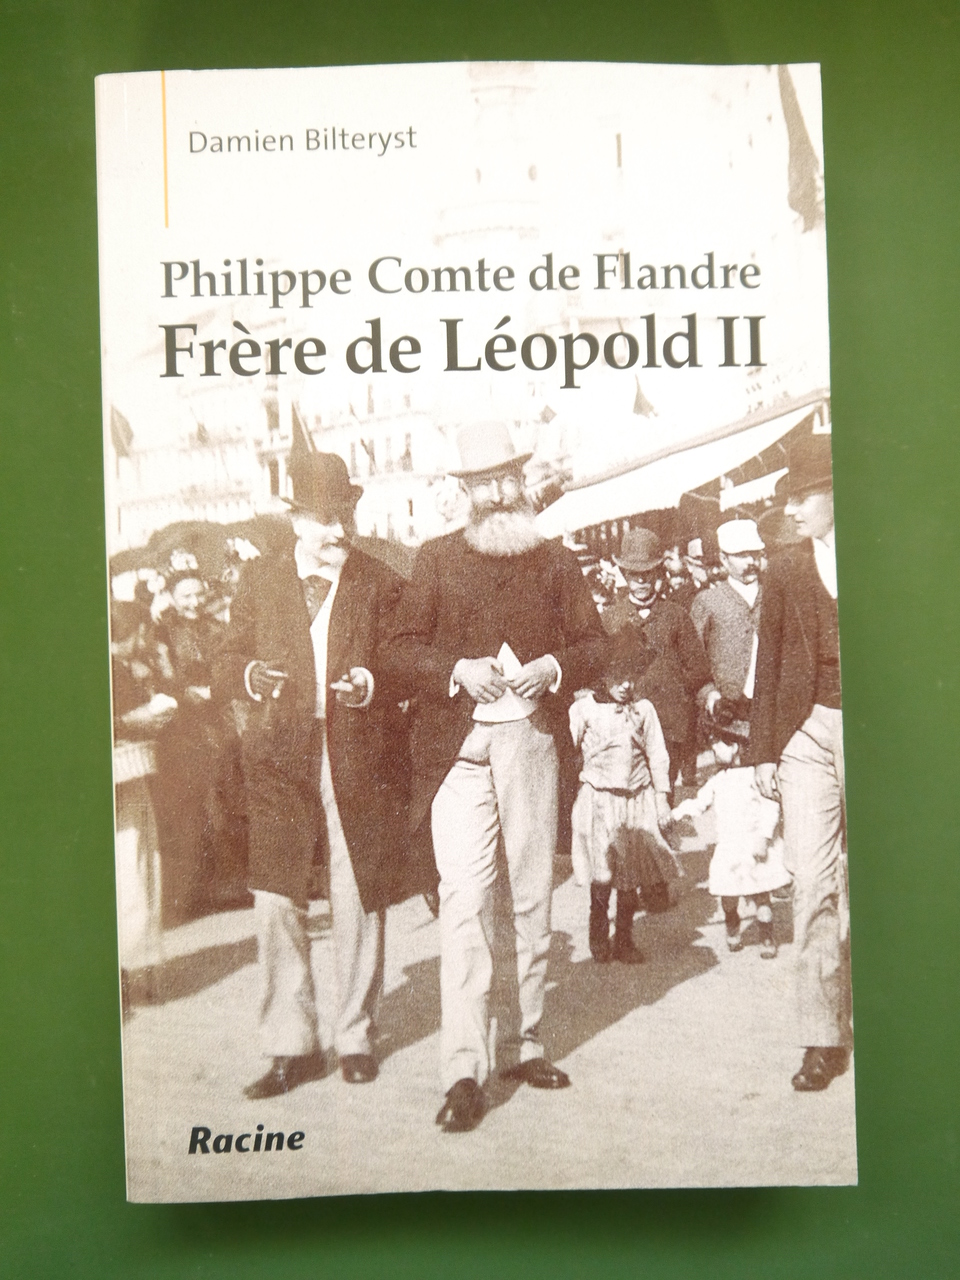 Damien Bilteryst
Philippe Comte de Flandre
Frère de Léopold II
Racine